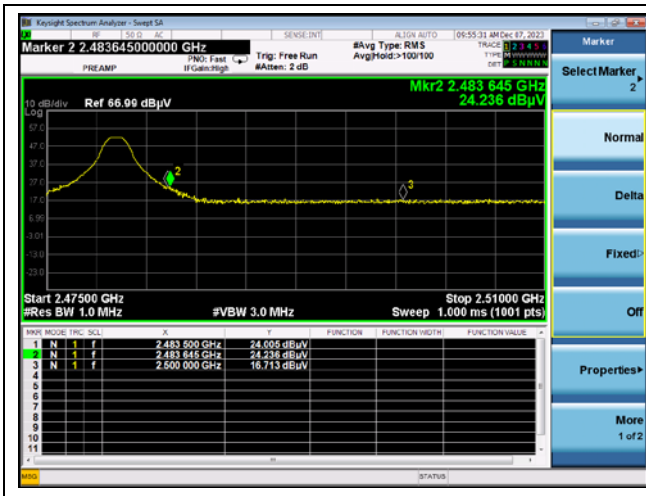 Keysight Spectrum Analyzer - Swept SA
RF 50 Ω AC SENSE:INT ALIGN AUTO 09:55:31 AM Dec 07, 2023
Marker 2 2.483645000000 GHz #Avg Type: RMS TRACE 1 2 3 4 5 6
PNO: Fast Trig: Free Run Avg|Hold:>100/100 TYPE M
PREAMP IFGain:High #Atten: 2 dB DET P S N N N N
Mkr2 2.483 645 GHz
10 dB/div Ref 66.99 dBµV 24.236 dBµV
Log
57.0
47.0
37.0
27.0
17.0
6.99
-3.01
-13.0
-23.0
2
3
Start 2.47500 GHz Stop 2.51000 GHz
#Res BW 1.0 MHz #VBW 3.0 MHz Sweep 1.000 ms (1001 pts)
MKR MODE TRC SCL X Y FUNCTION FUNCTION WIDTH FUNCTION VALUE
1 N 1 f 2.483 500 GHz 24.005 dBµV
2 N 1 f 2.483 645 GHz 24.236 dBµV
3 N 1 f 2.500 000 GHz 16.713 dBµV
4
5
6
7
8
9
10
11
MSG STATUS
Marker
Select Marker
2
Normal
Delta
Fixed
Off
Properties
More
1 of 2